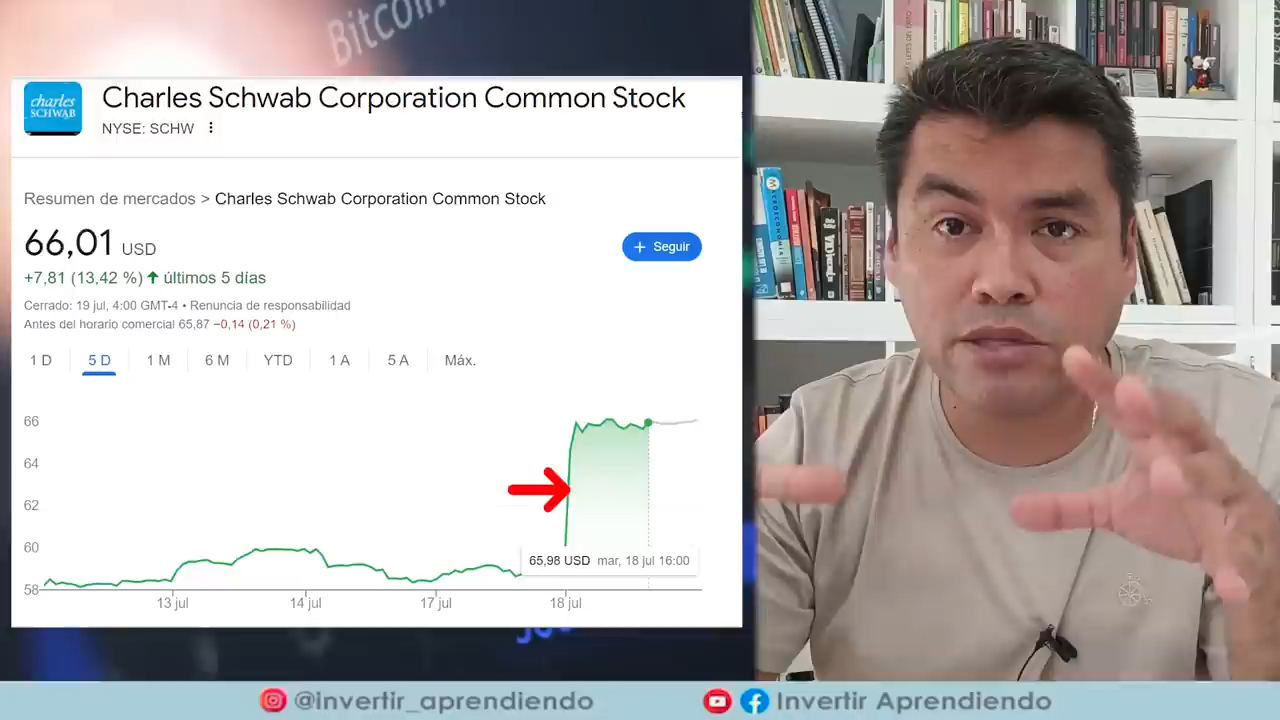 Bitcoin
charles
SCHWAB
Charles Schwab Corporation Common Stock
NYSE: SCHW
Resumen de mercados > Charles Schwab Corporation Common Stock
66,01 USD
+ Seguir
+7,81 (13,42 %) ↑ últimos 5 días
Cerrado: 19 jul, 4:00 GMT-4 • Renuncia de responsabilidad
Antes del horario comercial 65,87 −0,14 (0,21 %)
1 D 5 D 1 M 6 M YTD 1 A 5 A Máx.
66
64
62
60
58
65,98 USD mar, 18 jul 16:00
13 jul 14 jul 17 jul 18 jul
MICROECONOMÍA
@invertir_aprendiendo
Invertir Aprendiendo